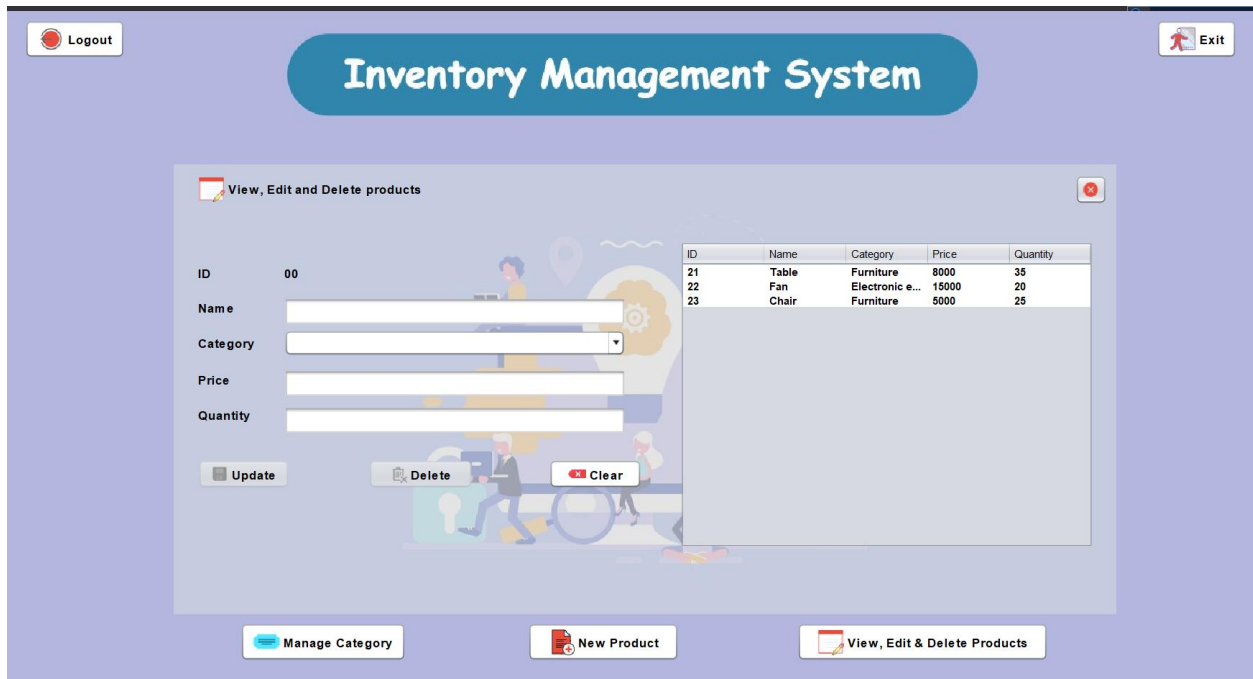 Logout
Exit
Inventory Management System
View, Edit and Delete products
ID 00
Name
Category
Price
Quantity
Update Delete Clear
ID Name Category Price Quantity
21 Table Furniture 8000 35
22 Fan Electronic e... 15000 20
23 Chair Furniture 5000 25
Manage Category New Product View, Edit & Delete Products